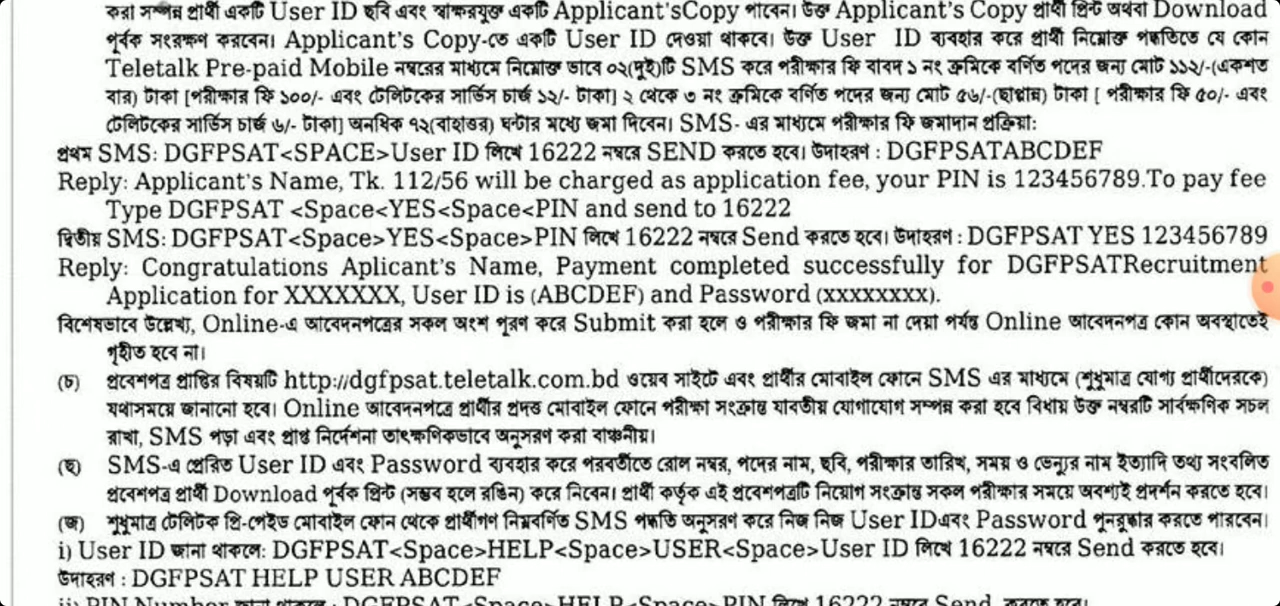 করা সম্পন্ন প্রার্থী একটি User ID ছবি এবং স্বাক্ষরযুক্ত একটি Applicant'sCopy পাবেন। উক্ত Applicant's Copy প্রার্থী প্রিন্ট অথবা Download
পূর্বক সংরক্ষণ করবেন। Applicant's Copy-তে একটি User ID দেওয়া থাকবে। উক্ত User ID ব্যবহার করে প্রার্থী নিম্নোক্ত পদ্ধতিতে যে কোন
Teletalk Pre-paid Mobile নম্বরের মাধ্যমে নিম্নোক্ত ভাবে ০২(দুই)টি SMS করে পরীক্ষার ফি বাবদ ১ নং ক্রমিকে বর্ণিত পদের জন্য মোট ১১২/-(একশত
বার) টাকা [পরীক্ষার ফি ১০০/- এবং টেলিটকের সার্ভিস চার্জ ১২/- টাকা] ২ থেকে ৩ নং ক্রমিকে বর্ণিত পদের জন্য মোট ৫৬/-(ছাপ্পান্ন) টাকা [ পরীক্ষার ফি ৫০/- এবং
টেলিটকের সার্ভিস চার্জ ৬/- টাকা] অনধিক ৭২(বাহাত্তর) ঘন্টার মধ্যে জমা দিবেন। SMS- এর মাধ্যমে পরীক্ষার ফি জমাদান প্রক্রিয়া:
প্রথম SMS: DGFPSAT<SPACE>User ID লিখে 16222 নম্বরে SEND করতে হবে। উদাহরণ : DGFPSATABCDEF
Reply: Applicant's Name, Tk. 112/56 will be charged as application fee, your PIN is 123456789.To pay fee
Type DGFPSAT <Space<YES<Space<PIN and send to 16222
দ্বিতীয় SMS: DGFPSAT<Space>YES<Space>PIN লিখে 16222 নম্বরে Send করতে হবে। উদাহরণ : DGFPSAT YES 123456789
Reply: Congratulations Aplicant's Name, Payment completed successfully for DGFPSATRecruitment
Application for XXXXXXX, User ID is (ABCDEF) and Password (xxxxxxxx).
বিশেষভাবে উল্লেখ্য, Online-এ আবেদনপত্রের সকল অংশ পূরণ করে Submit করা হলে ও পরীক্ষার ফি জমা না দেয়া পর্যন্ত Online আবেদনপত্র কোন অবস্থাতেই
গৃহীত হবে না।
(চ) প্রবেশপত্র প্রাপ্তির বিষয়টি http://dgfpsat.teletalk.com.bd ওয়েব সাইটে এবং প্রার্থীর মোবাইল ফোনে SMS এর মাধ্যমে (শুধুমাত্র যোগ্য প্রার্থীদেরকে)
যথাসময়ে জানানো হবে। Online আবেদনপত্রে প্রার্থীর প্রদত্ত মোবাইল ফোনে পরীক্ষা সংক্রান্ত যাবতীয় যোগাযোগ সম্পন্ন করা হবে বিধায় উক্ত নম্বরটি সার্বক্ষণিক সচল
রাখা, SMS পড়া এবং প্রাপ্ত নির্দেশনা তাৎক্ষণিকভাবে অনুসরণ করা বাঞ্চনীয়।
(ছ) SMS-এ প্রেরিত User ID এবং Password ব্যবহার করে পরবর্তীতে রোল নম্বর, পদের নাম, ছবি, পরীক্ষার তারিখ, সময় ও ভেন্যুর নাম ইত্যাদি তথ্য সংবলিত
প্রবেশপত্র প্রার্থী Download পূর্বক প্রিন্ট (সম্ভব হলে রঙিন) করে নিবেন। প্রার্থী কর্তৃক এই প্রবেশপত্রটি নিয়োগ সংক্রান্ত সকল পরীক্ষার সময়ে অবশ্যই প্রদর্শন করতে হবে।
(জ) শুধুমাত্র টেলিটক প্রি-পেইড মোবাইল ফোন থেকে প্রার্থীগণ নিম্নবর্ণিত SMS পদ্ধতি অনুসরণ করে নিজ নিজ User IDএবং Password পুনরুদ্ধার করতে পারবেন।
i) User ID জানা থাকলে: DGFPSAT<Space>HELP<Space>USER<Space>User ID লিখে 16222 নম্বরে Send করতে হবে।
উদাহরণ : DGFPSAT HELP USER ABCDEF
ii) PIN Number জানা থাকলে : DGFPSAT<Space>HELP<Space>PIN লিখে 16222 নম্বরে Send করতে হবে।